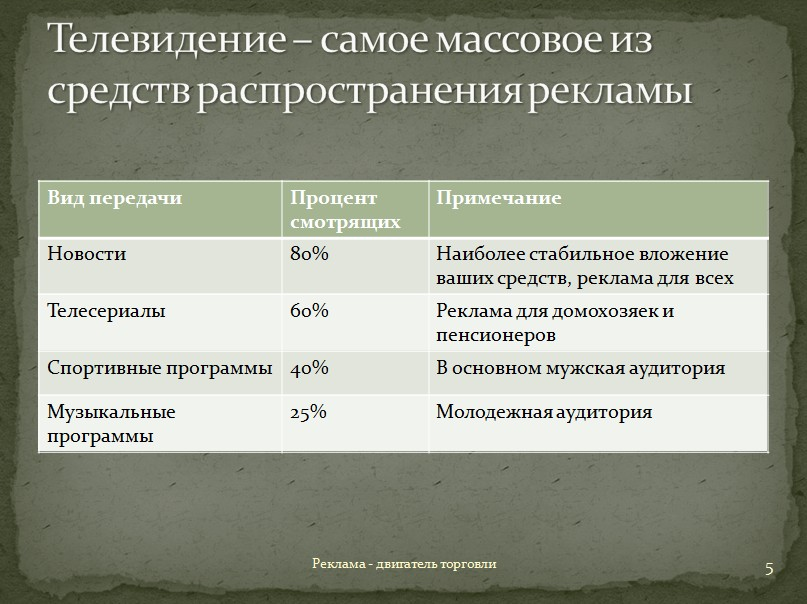 Телевидение – самое массовое из
средств распространения рекламы
Вид передачи
Процент
смотрящих
Примечание
Новости
80%
Наиболее стабильное вложение
ваших средств, реклама для всех
Телесериалы
60%
Реклама для домохозяек и
пенсионеров
Спортивные программы
40%
В основном мужская аудитория
Музыкальные
программы
25%
Молодежная аудитория
Реклама - двигатель торговли
5